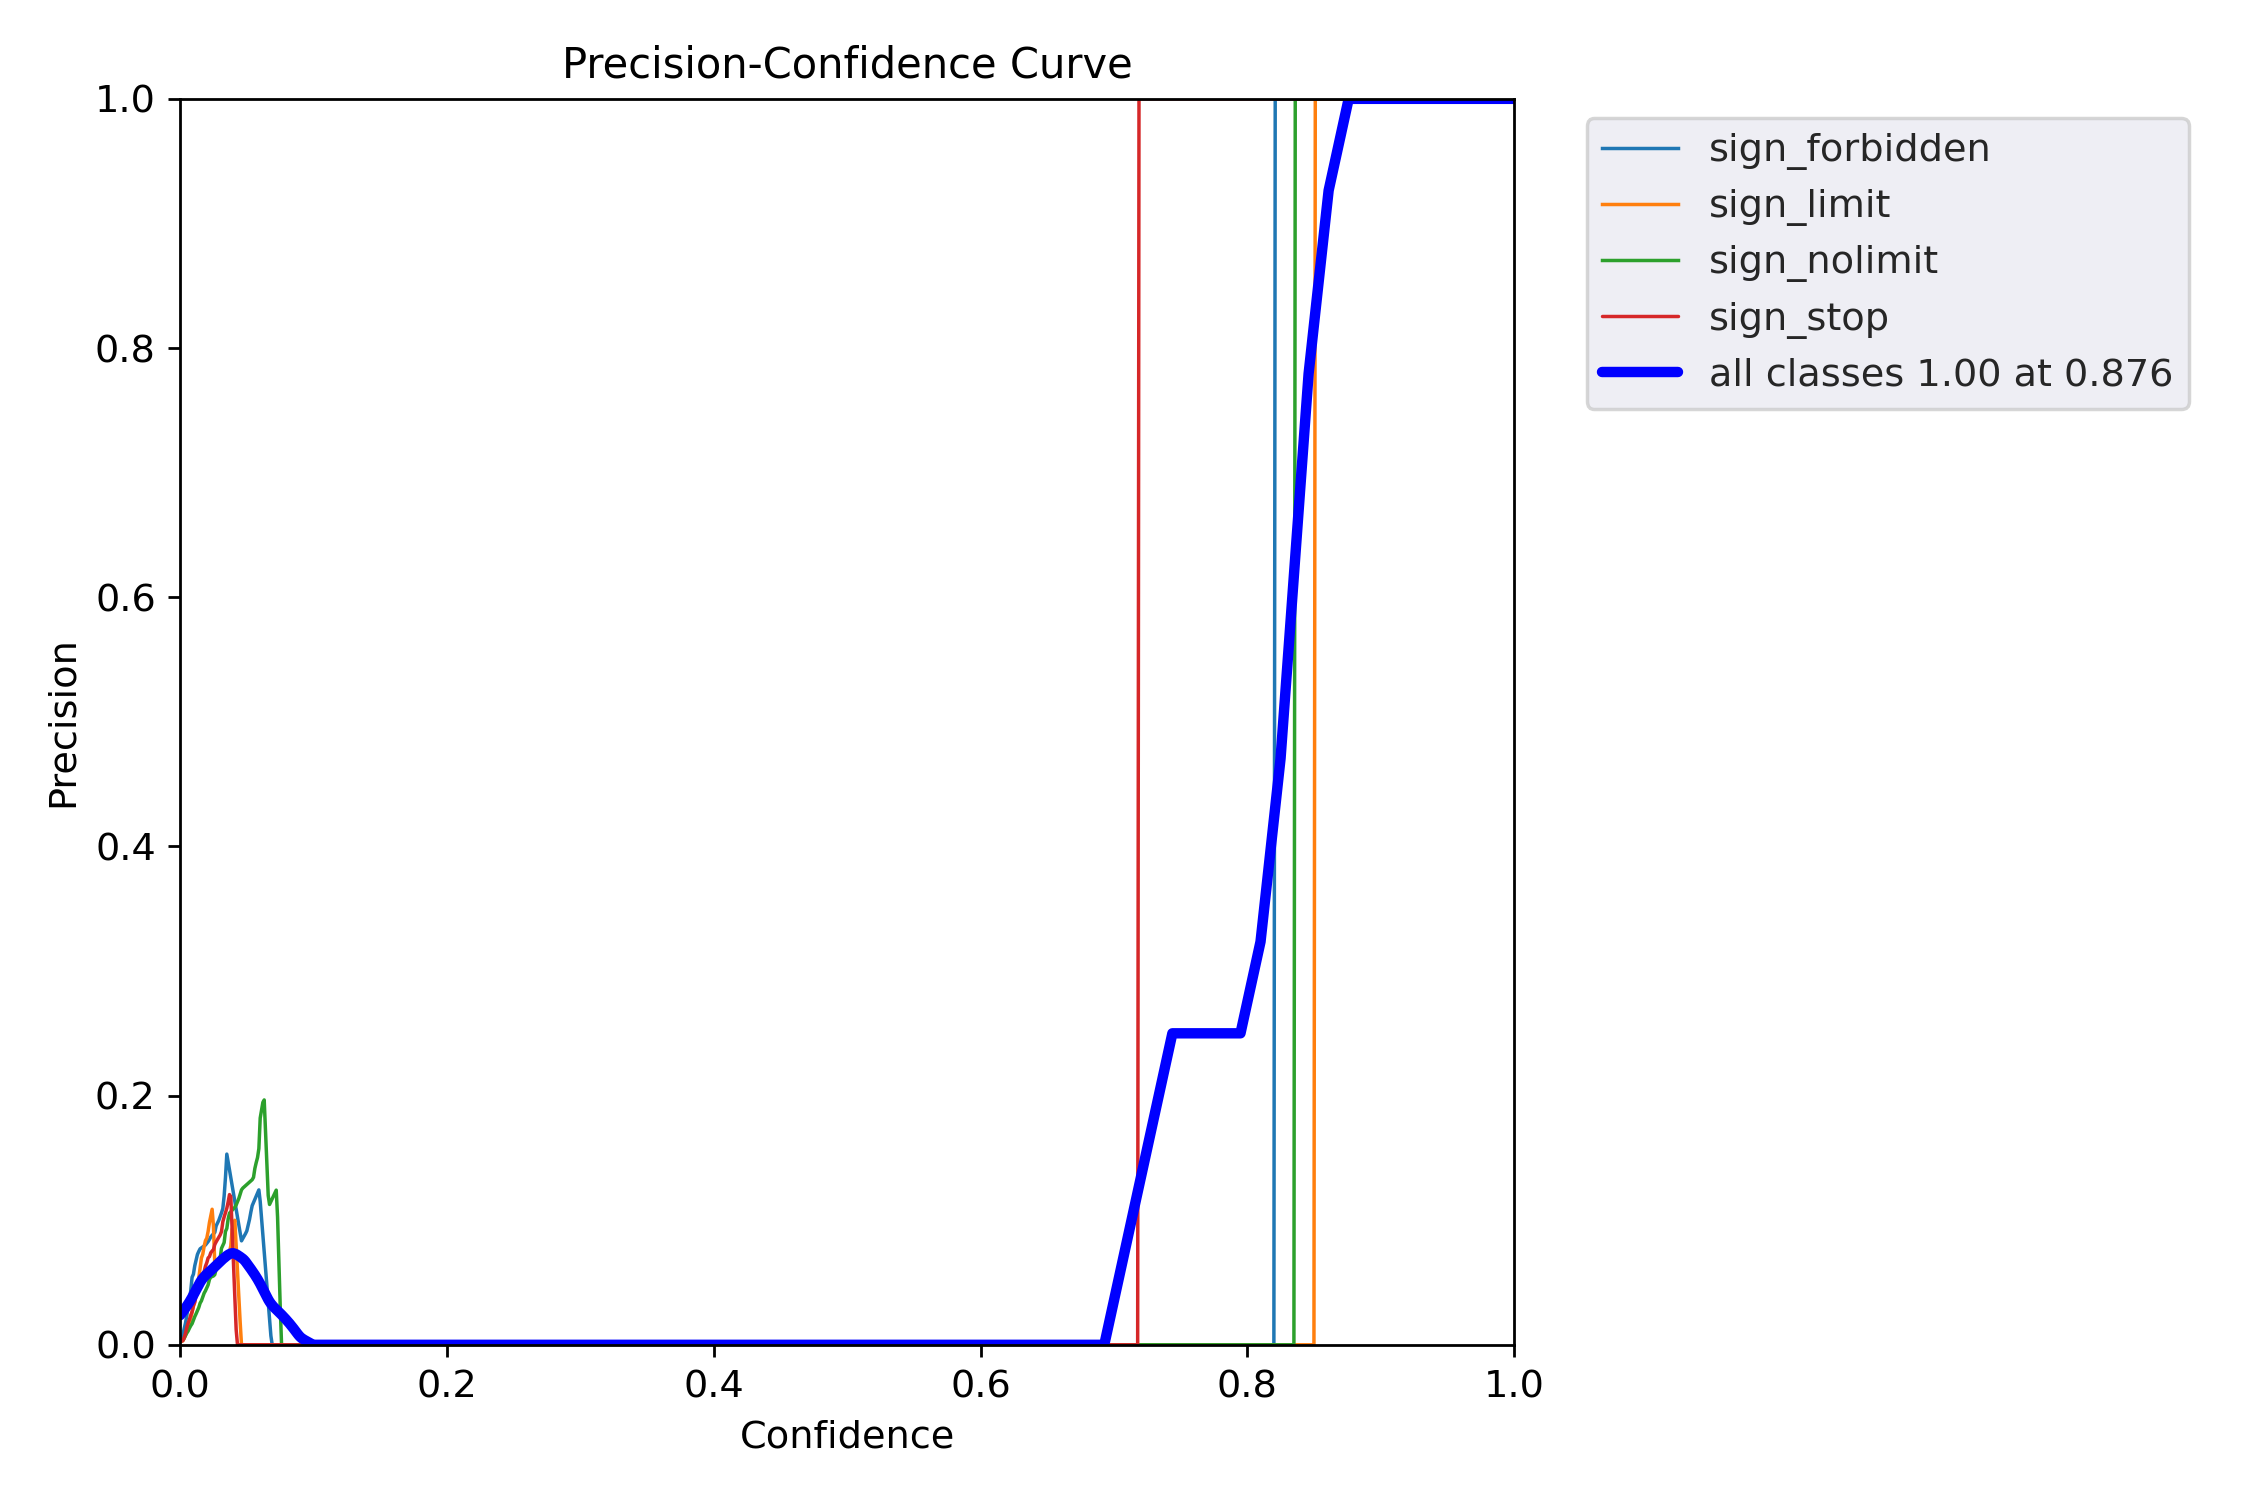 Precision-Confidence Curve
1.0
0.8
0.6
0.4
0.2
0.0
Precision
0.0 0.2 0.4 0.6 0.8 1.0
Confidence
sign_forbidden
sign_limit
sign_nolimit
sign_stop
all classes 1.00 at 0.876